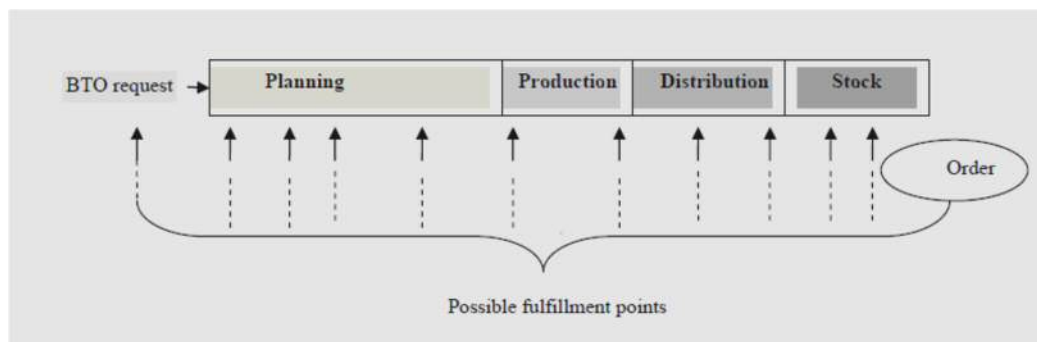 BTO request
Planning
Production
Distribution
Stock
Order
Possible fulfillment points